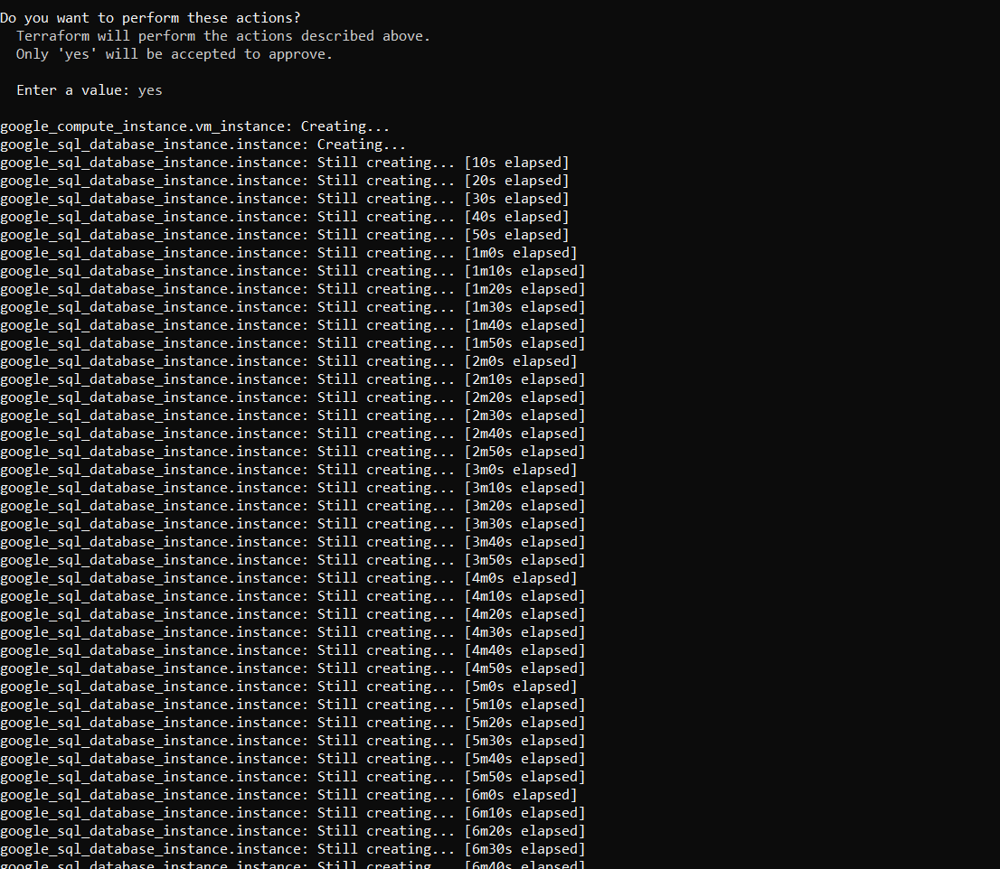 Do you want to perform these actions?
Terraform will perform the actions described above.
Only 'yes' will be accepted to approve.
Enter a value: yes
google_compute_instance.vm_instance: Creating...
google_sql_database_instance.instance: Creating...
google_sql_database_instance.instance: Still creating... [10s elapsed]
google_sql_database_instance.instance: Still creating... [20s elapsed]
google_sql_database_instance.instance: Still creating... [30s elapsed]
google_sql_database_instance.instance: Still creating... [40s elapsed]
google_sql_database_instance.instance: Still creating... [50s elapsed]
google_sql_database_instance.instance: Still creating... [1m0s elapsed]
google_sql_database_instance.instance: Still creating... [1m10s elapsed]
google_sql_database_instance.instance: Still creating... [1m20s elapsed]
google_sql_database_instance.instance: Still creating... [1m30s elapsed]
google_sql_database_instance.instance: Still creating... [1m40s elapsed]
google_sql_database_instance.instance: Still creating... [1m50s elapsed]
google_sql_database_instance.instance: Still creating... [2m0s elapsed]
google_sql_database_instance.instance: Still creating... [2m10s elapsed]
google_sql_database_instance.instance: Still creating... [2m20s elapsed]
google_sql_database_instance.instance: Still creating... [2m30s elapsed]
google_sql_database_instance.instance: Still creating... [2m40s elapsed]
google_sql_database_instance.instance: Still creating... [2m50s elapsed]
google_sql_database_instance.instance: Still creating... [3m0s elapsed]
google_sql_database_instance.instance: Still creating... [3m10s elapsed]
google_sql_database_instance.instance: Still creating... [3m20s elapsed]
google_sql_database_instance.instance: Still creating... [3m30s elapsed]
google_sql_database_instance.instance: Still creating... [3m40s elapsed]
google_sql_database_instance.instance: Still creating... [3m50s elapsed]
google_sql_database_instance.instance: Still creating... [4m0s elapsed]
google_sql_database_instance.instance: Still creating... [4m10s elapsed]
google_sql_database_instance.instance: Still creating... [4m20s elapsed]
google_sql_database_instance.instance: Still creating... [4m30s elapsed]
google_sql_database_instance.instance: Still creating... [4m40s elapsed]
google_sql_database_instance.instance: Still creating... [4m50s elapsed]
google_sql_database_instance.instance: Still creating... [5m0s elapsed]
google_sql_database_instance.instance: Still creating... [5m10s elapsed]
google_sql_database_instance.instance: Still creating... [5m20s elapsed]
google_sql_database_instance.instance: Still creating... [5m30s elapsed]
google_sql_database_instance.instance: Still creating... [5m40s elapsed]
google_sql_database_instance.instance: Still creating... [5m50s elapsed]
google_sql_database_instance.instance: Still creating... [6m0s elapsed]
google_sql_database_instance.instance: Still creating... [6m10s elapsed]
google_sql_database_instance.instance: Still creating... [6m20s elapsed]
google_sql_database_instance.instance: Still creating... [6m30s elapsed]
google_sql_database_instance.instance: Still creating... [6m40s elapsed]